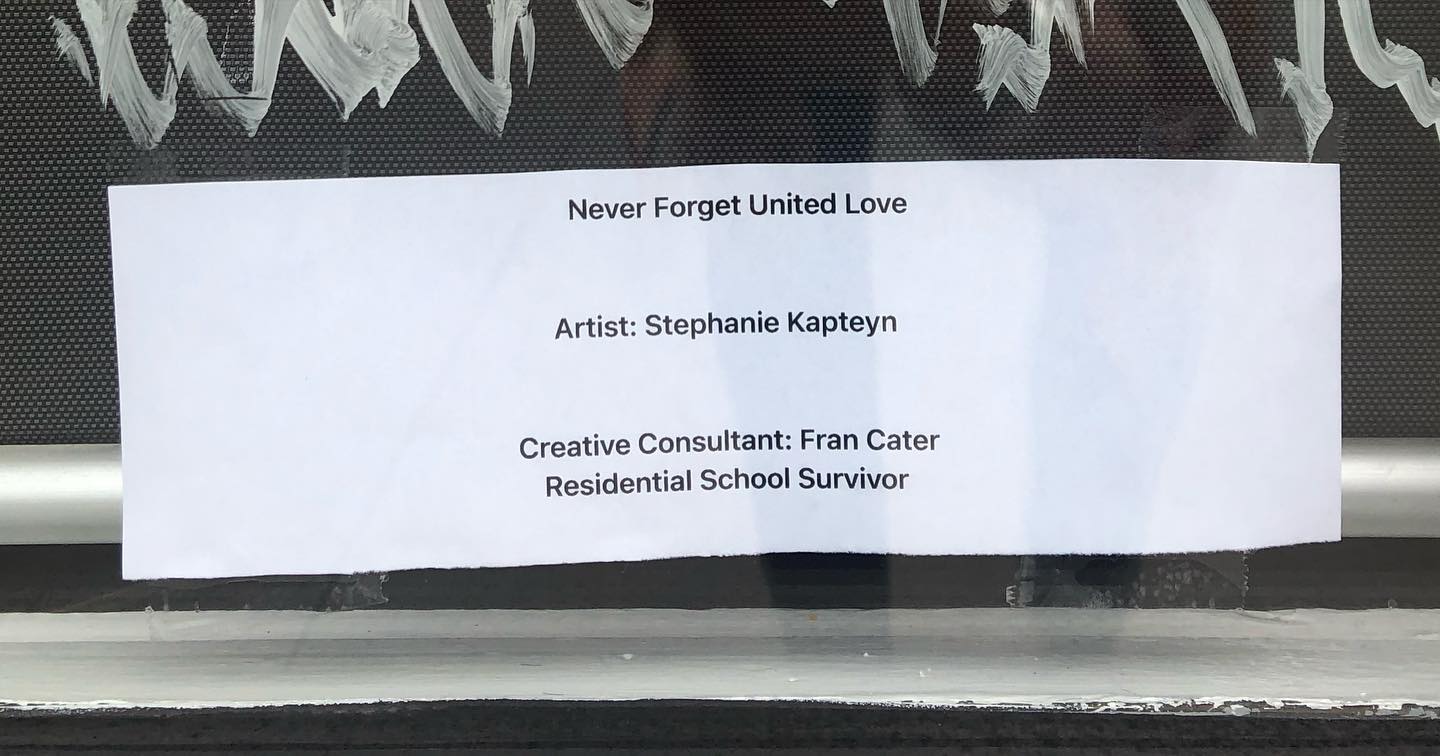 Never Forget United Love
Artist: Stephanie Kapteyn
Creative Consultant: Fran Cater
Residential School Survivor